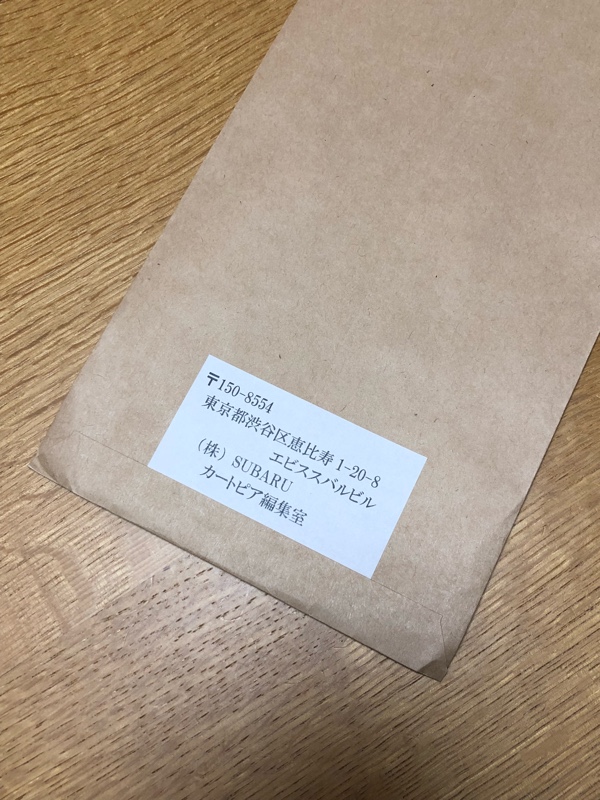 〒150-8554
東京都渋谷区恵比寿1-20-8
エビススバルビル
（株）SUBARU
カートピア編集室